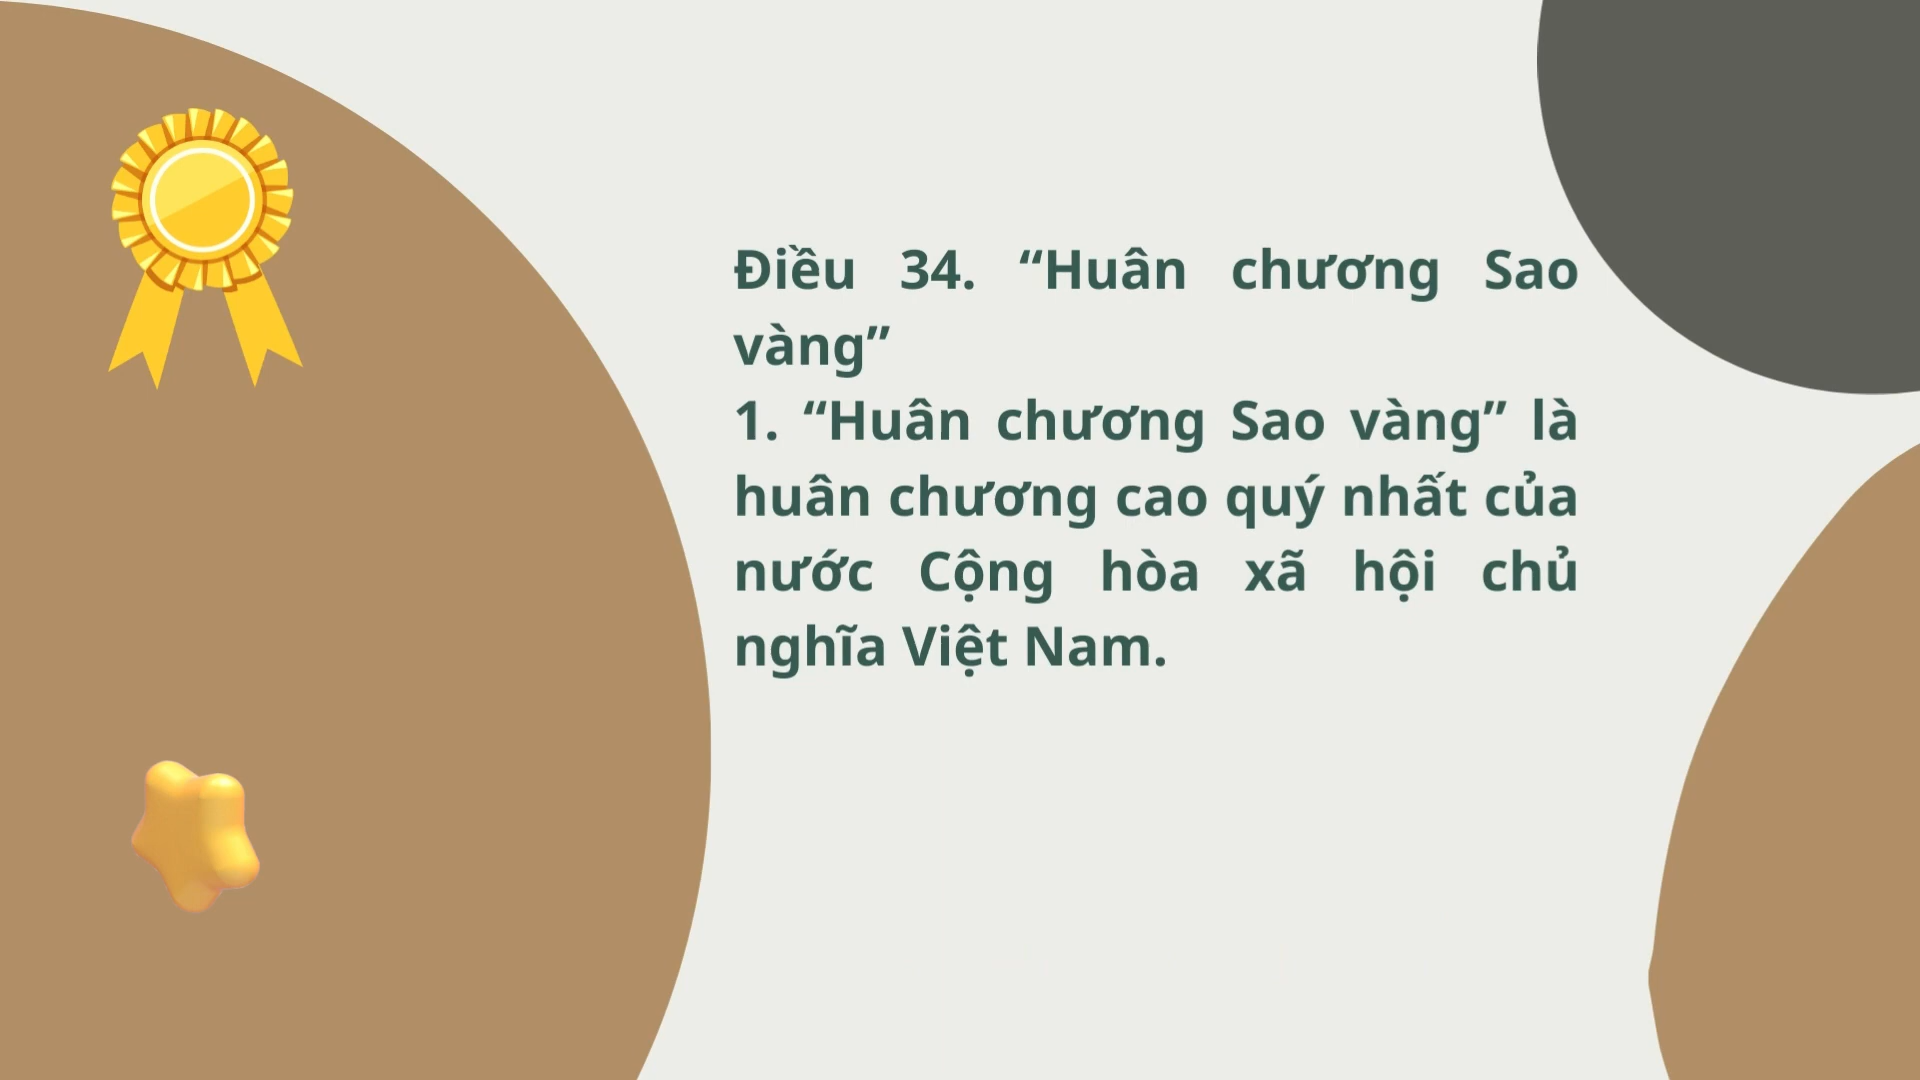 Điều 34. “Huân chương Sao
vàng”
1. “Huân chương Sao vàng” là
huân chương cao quý nhất của
nước Cộng hòa xã hội chủ
nghĩa Việt Nam.